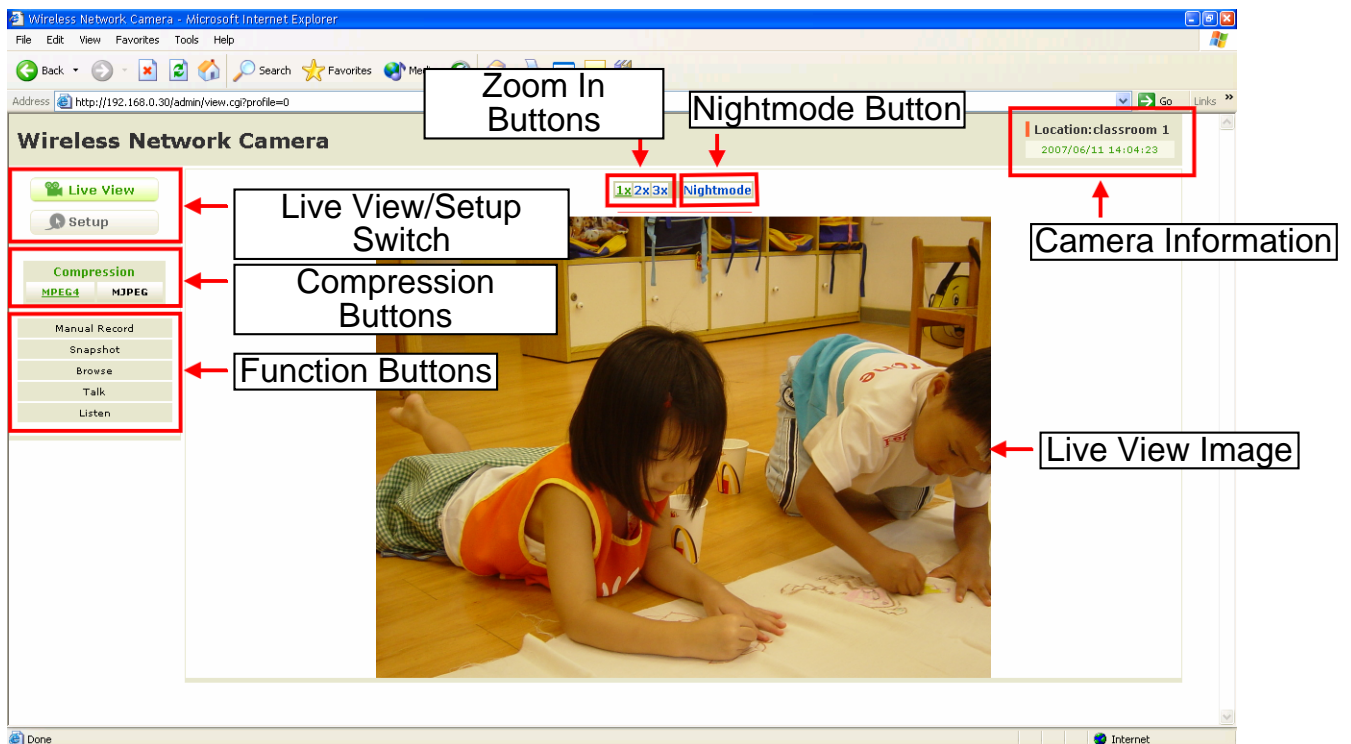 Wireless Network Camera - Microsoft Internet Explorer
File Edit View Favorites Tools Help
Back Search Favorites
Address http://192.168.0.30/admin/view.cgi?profile=0 Go Links »
Zoom In
Buttons
Nightmode Button
Wireless Network Camera
Location:classroom 1
2007/06/11 14:04:23
Live View
Setup
1x 2x 3x Nightmode
Live View/Setup
Switch
Camera Information
Compression
MPEG4 MJPEG
Compression
Buttons
Manual Record
Snapshot
Browse
Talk
Listen
Function Buttons
Live View Image
Done Internet